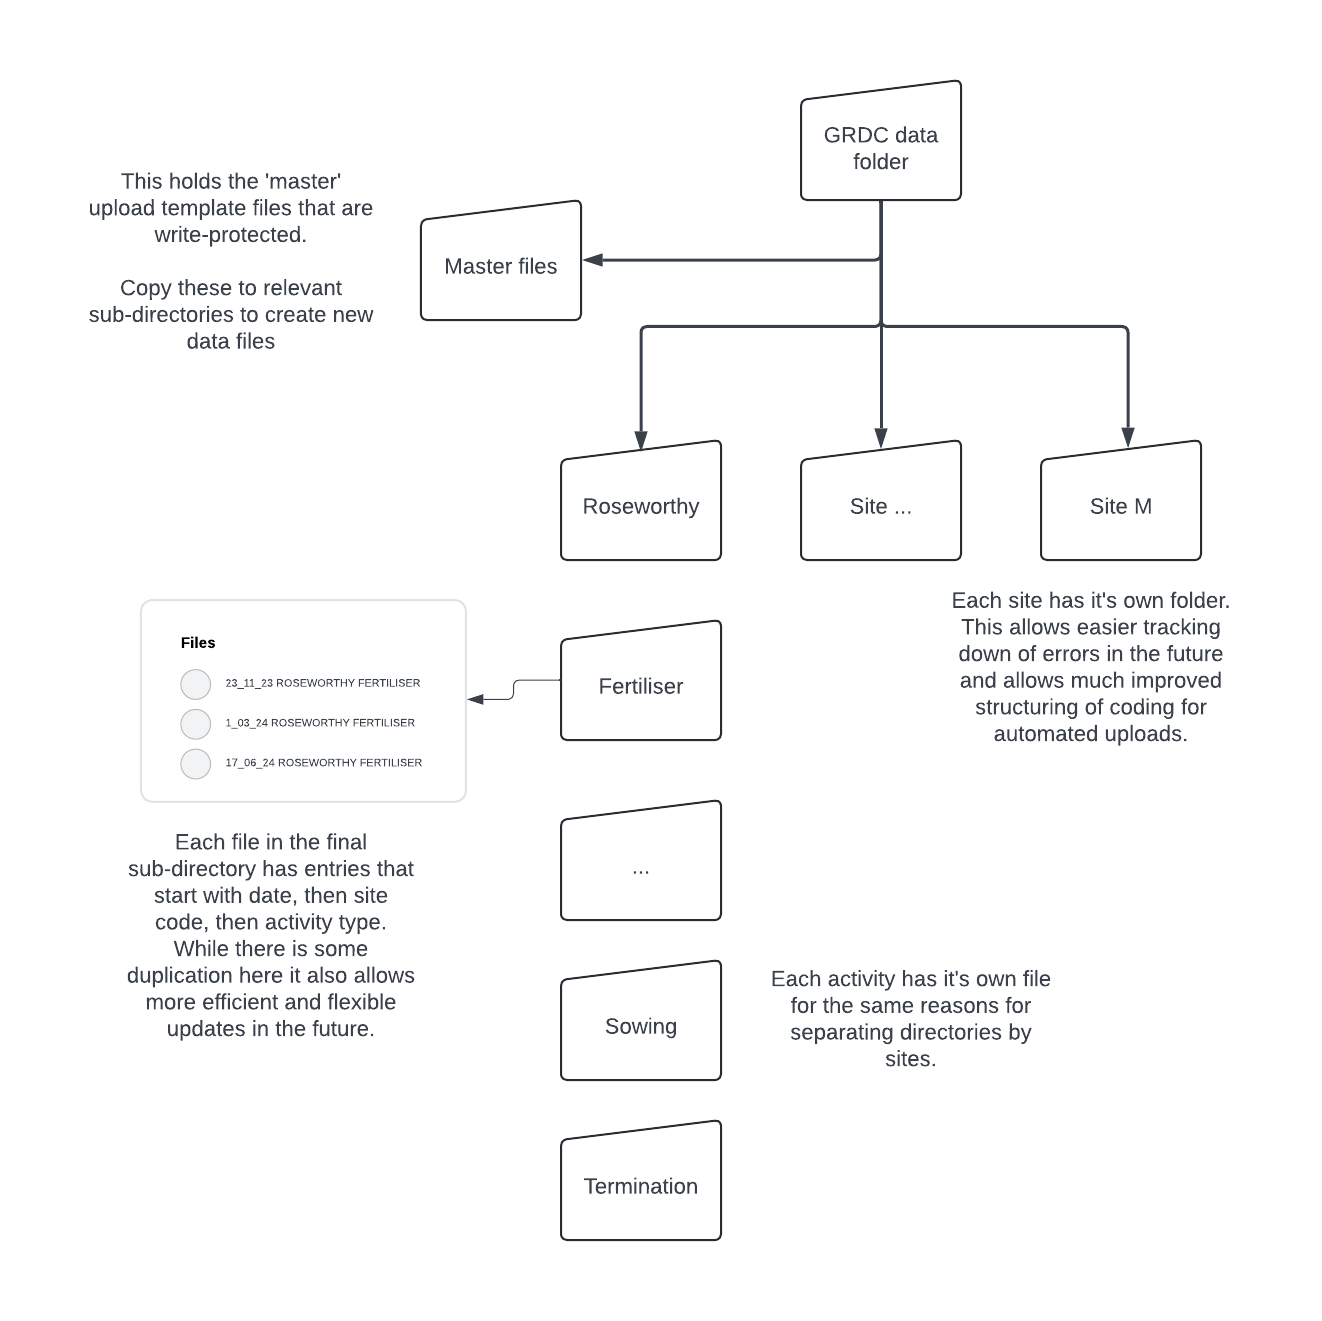 GRDC data
folder
This holds the 'master'
upload template files that are
write-protected.
Copy these to relevant
sub-directories to create new
data files
Master files
Roseworthy
Site ...
Site M
Each site has it's own folder.
This allows easier tracking
down of errors in the future
and allows much improved
structuring of coding for
automated uploads.
Files
23_11_23 ROSEWORTHY FERTILISER
1_03_24 ROSEWORTHY FERTILISER
17_06_24 ROSEWORTHY FERTILISER
Fertiliser
Each file in the final
sub-directory has entries that
start with date, then site
code, then activity type.
While there is some
duplication here it also allows
more efficient and flexible
updates in the future.
...
Sowing
Each activity has it's own file
for the same reasons for
separating directories by
sites.
Termination